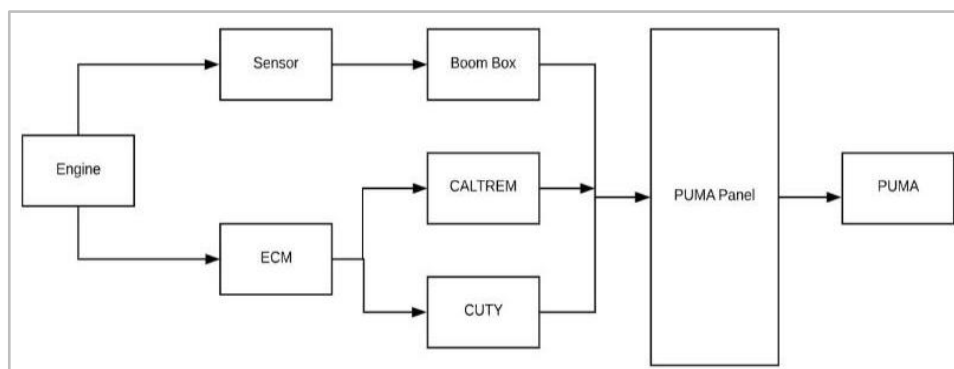 Sensor
Boom Box
Engine
CALTREM
PUMA Panel
PUMA
ECM
CUTY